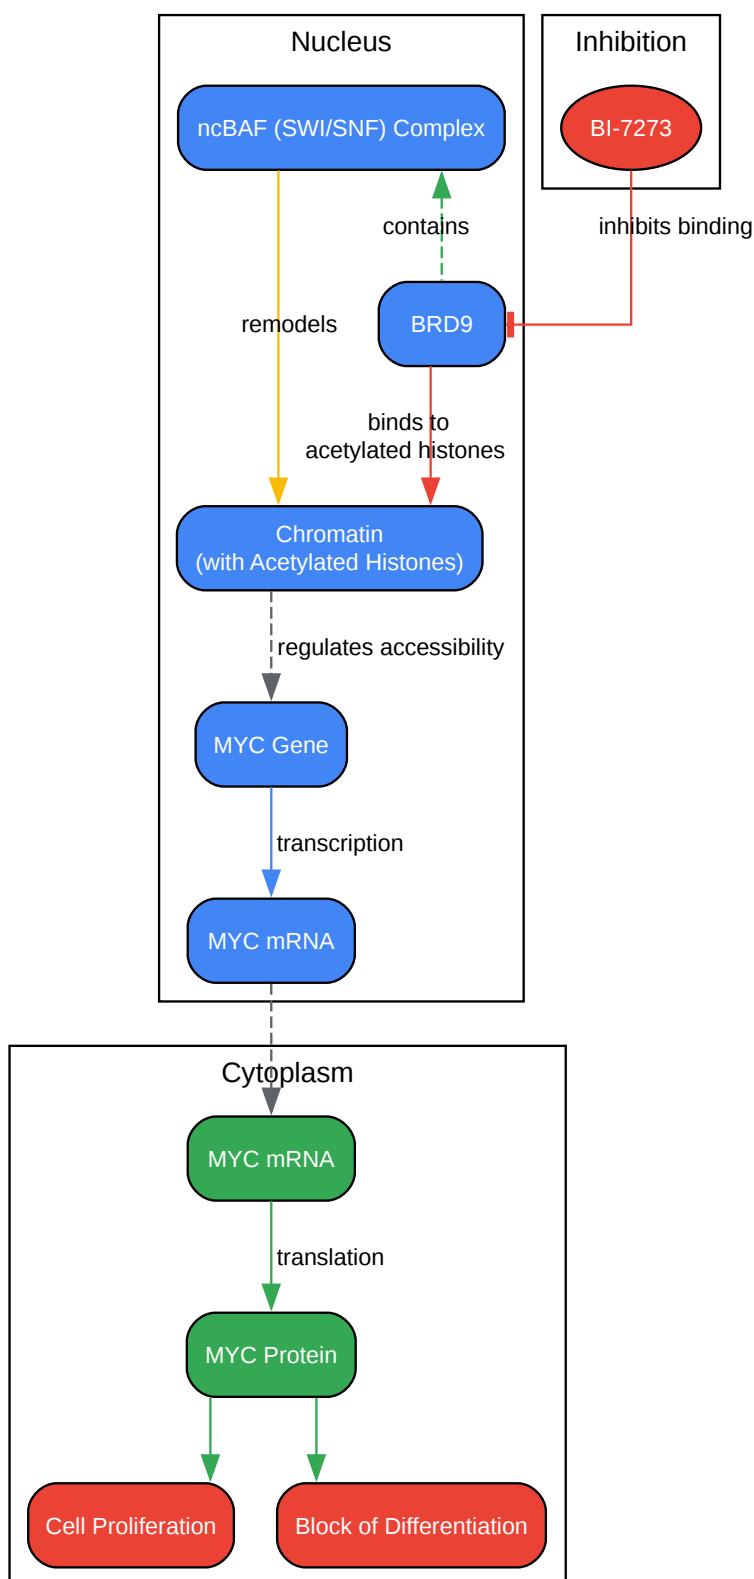 Nucleus
Inhibition
ncBAF (SWI/SNF) Complex
BI-7273
contains
inhibits binding
remodels
BRD9
binds to
acetylated histones
Chromatin
(with Acetylated Histones)
regulates accessibility
MYC Gene
transcription
MYC mRNA
Cytoplasm
MYC mRNA
translation
MYC Protein
Cell Proliferation
Block of Differentiation